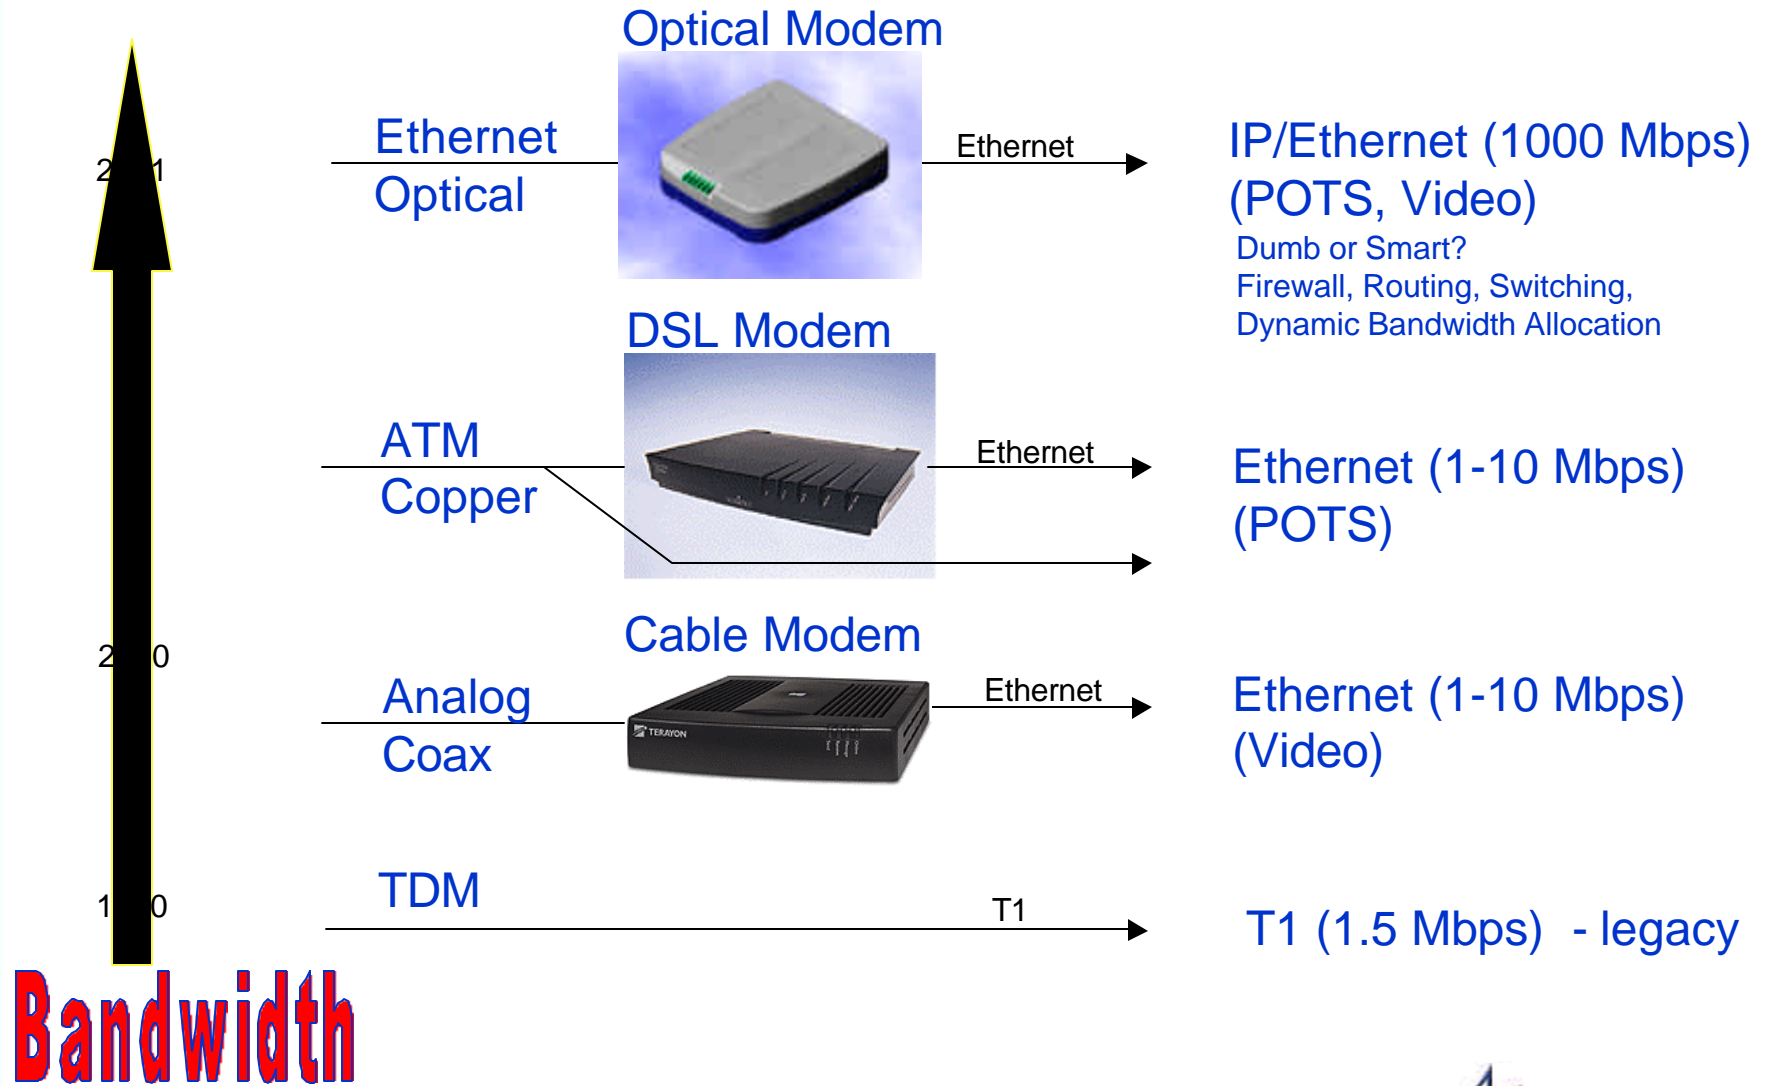 Optical Modem
Ethernet
Optical
Ethernet
IP/Ethernet (1000 Mbps)
(POTS, Video)
Dumb or Smart?
Firewall, Routing, Switching,
Dynamic Bandwidth Allocation
DSL Modem
ATM
Copper
Ethernet
Ethernet (1-10 Mbps)
(POTS)
Cable Modem
Analog
Coax
TERAYON
Ethernet
Ethernet (1-10 Mbps)
(Video)
TDM
T1
T1 (1.5 Mbps) - legacy
Bandwidth